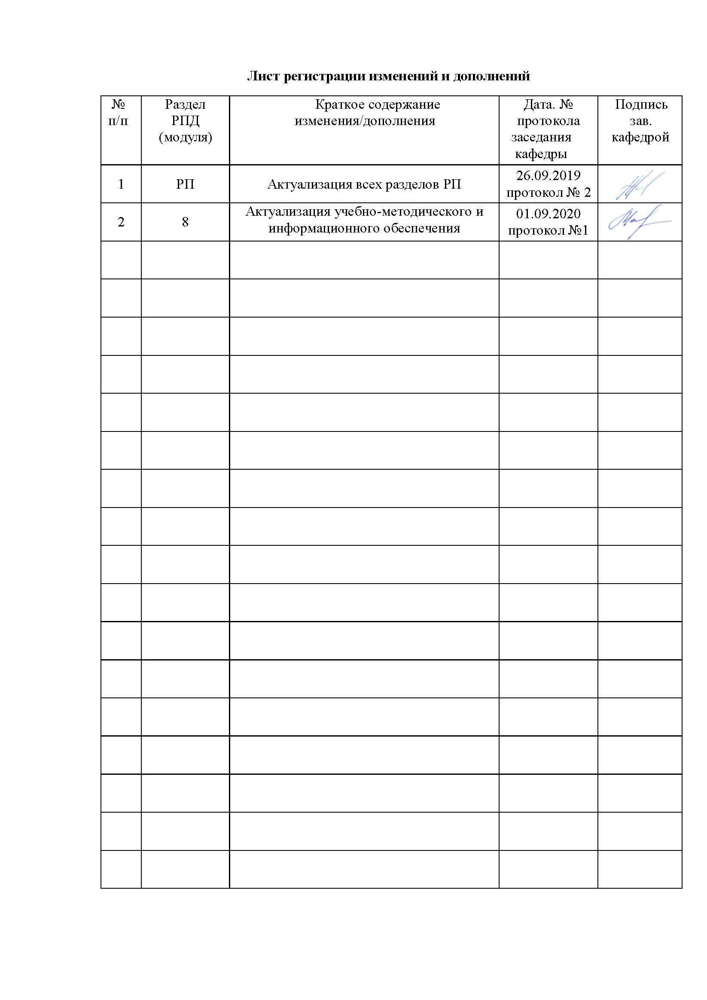 Лист регистрации изменений и дополнений
№
п/п
Раздел
РПД
(модуля)
Краткое содержание
изменения/дополнения
Дата. №
протокола
заседания
кафедры
Подпись
зав.
кафедрой
1
РП
Актуализация всех разделов РП
26.09.2019
протокол № 2
2
8
Актуализация учебно-методического и
информационного обеспечения
01.09.2020
протокол №1